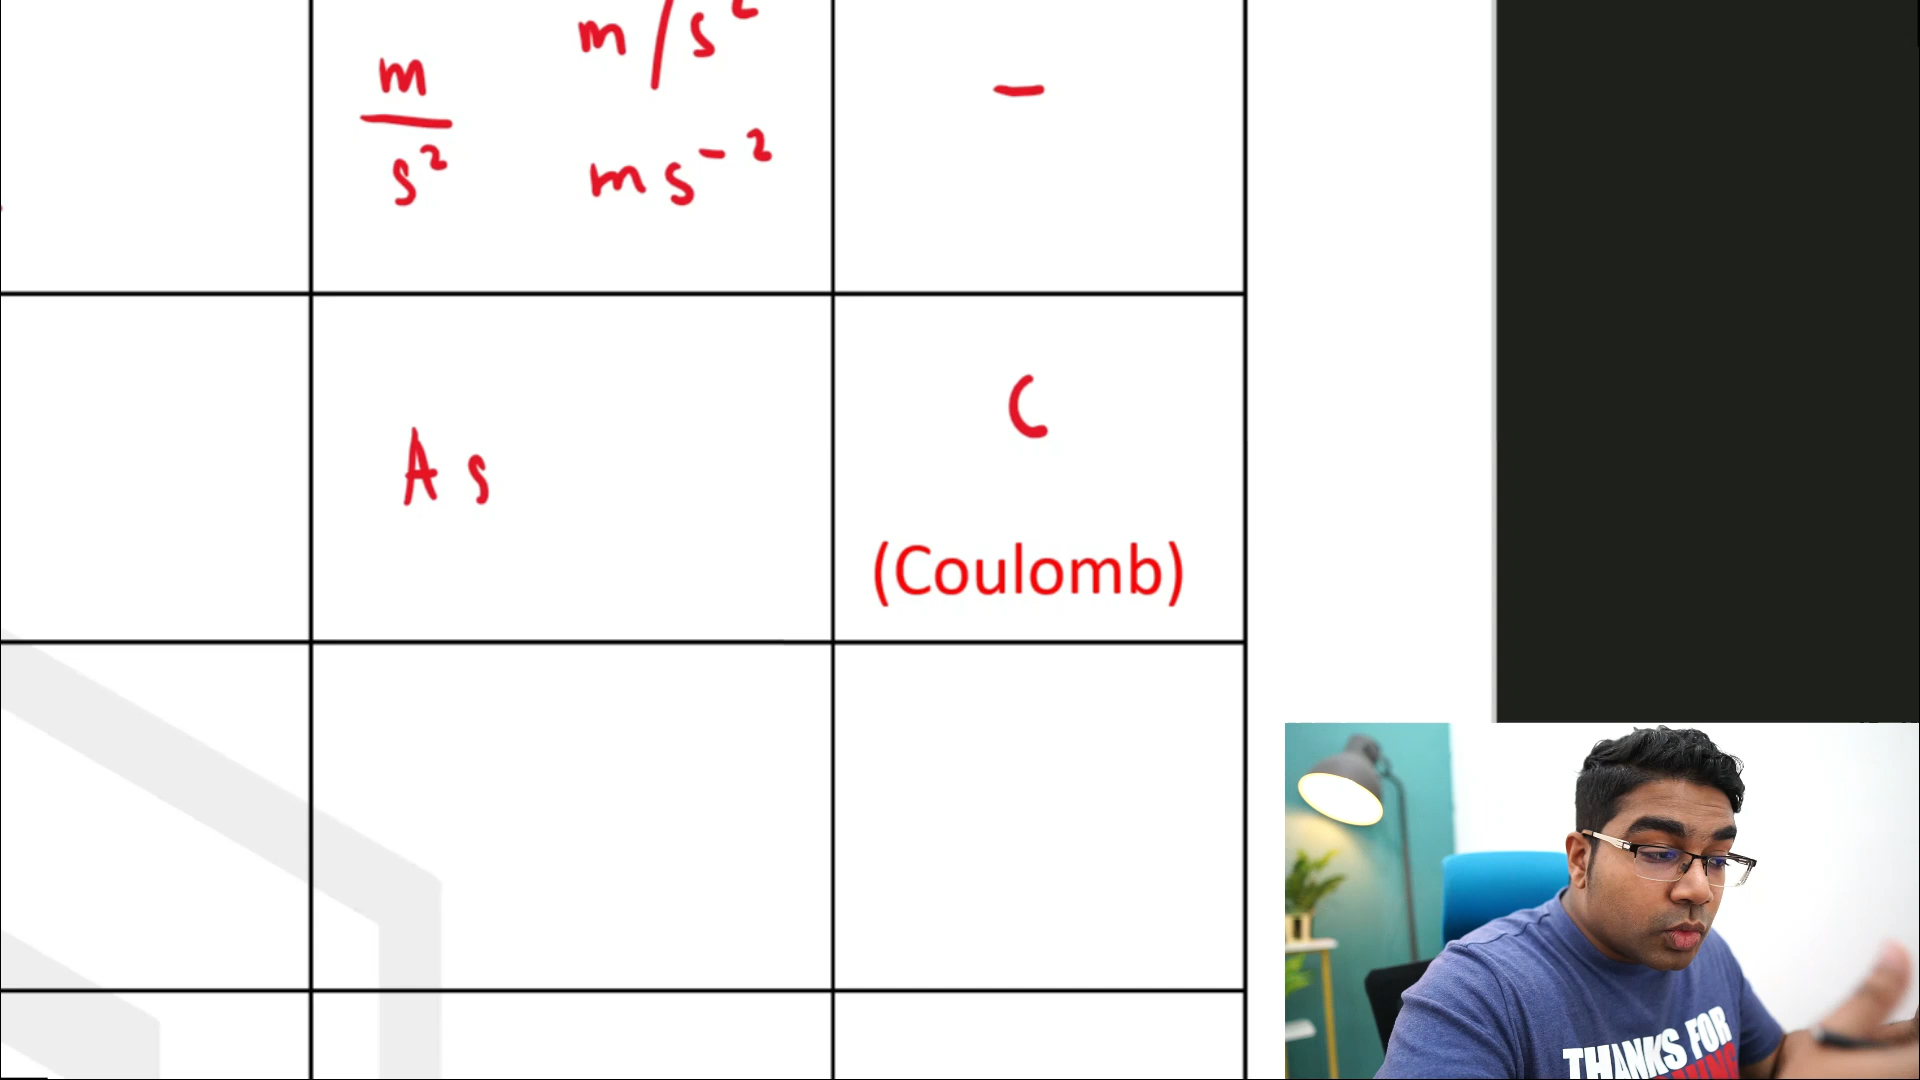 m/s²
m
—
s²
ms⁻²
–
A s
C
(Coulomb)
THANKS FOR